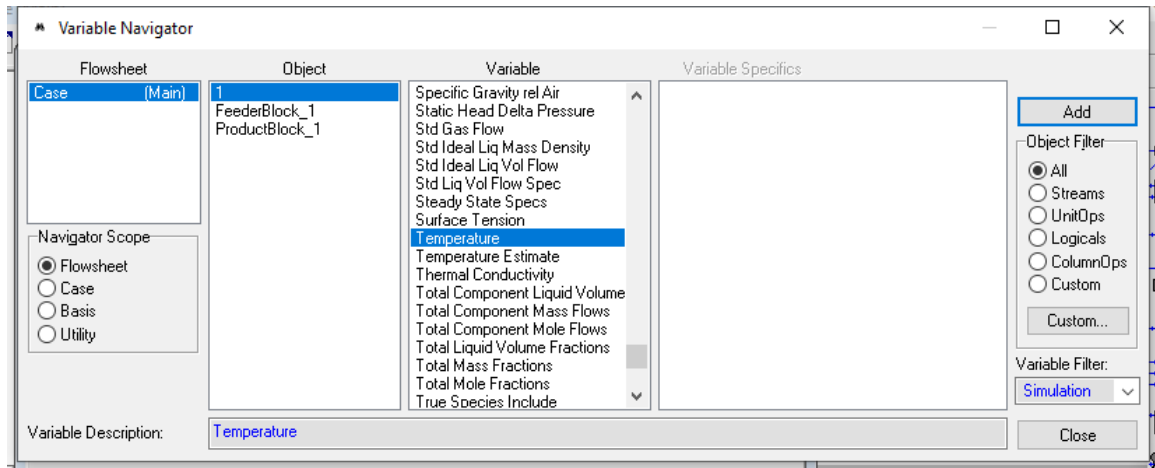 Variable Navigator
Flowsheet
Object
Variable
Variable Specifics
Case (Main)
1
FeederBlock_1
ProductBlock_1
Specific Gravity rel Air
Static Head Delta Pressure
Std Gas Flow
Std Ideal Liq Mass Density
Std Ideal Liq Vol Flow
Std Liq Vol Flow Spec
Steady State Specs
Surface Tension
Temperature
Temperature Estimate
Thermal Conductivity
Total Component Liquid Volume
Total Component Mass Flows
Total Component Mole Flows
Total Liquid Volume Fractions
Total Mass Fractions
Total Mole Fractions
True Species Include
Navigator Scope
Flowsheet
Case
Basis
Utility
Add
Object Filter
All
Streams
UnitOps
Logicals
ColumnOps
Custom
Custom...
Variable Filter:
Simulation
Variable Description:
Temperature
Close